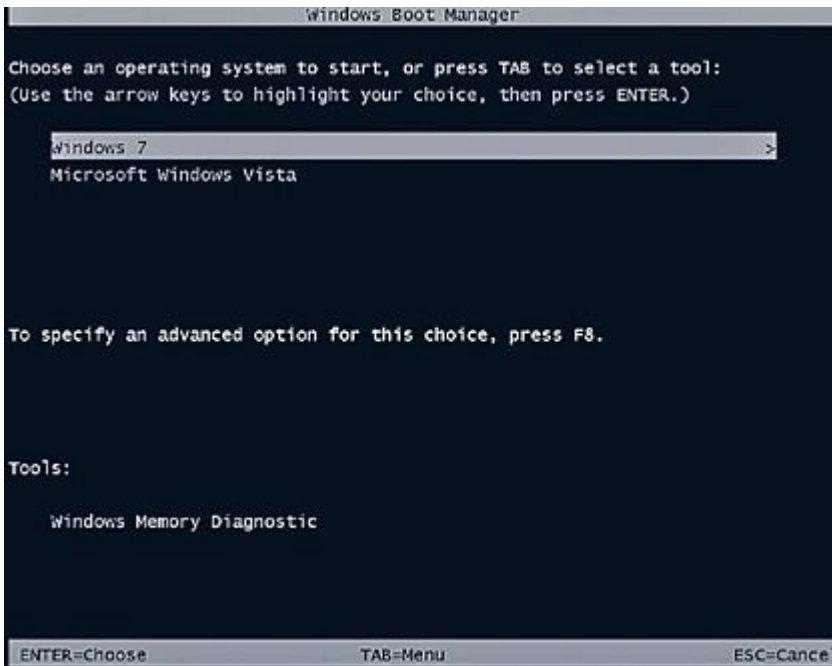 Windows Boot Manager
Choose an operating system to start, or press TAB to select a tool:
(Use the arrow keys to highlight your choice, then press ENTER.)
Windows 7 >
Microsoft Windows Vista
To specify an advanced option for this choice, press F8.
Tools:
Windows Memory Diagnostic
ENTER=Choose TAB=Menu ESC=Cance